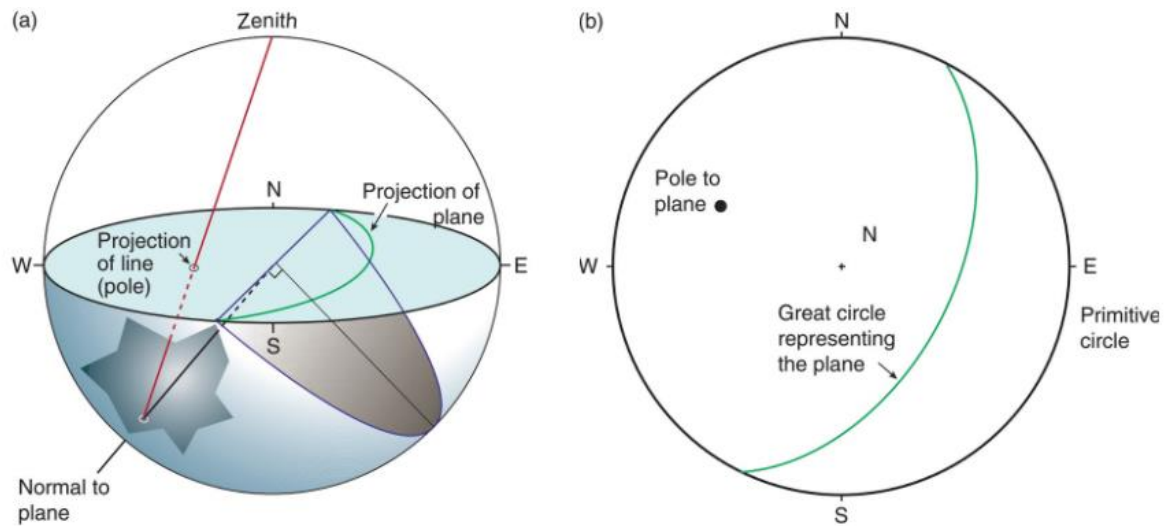 (a)
Zenith
N
Projection of
plane
Projection
of line
(pole)
W
E
S
Normal to
plane
(b)
N
Pole to
plane
N
W
E
Great circle
representing
the plane
Primitive
circle
S